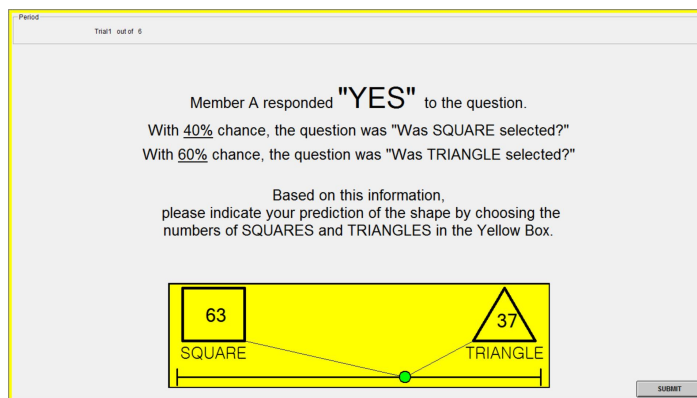 Period
Trial1 out of 6
Member A responded "YES" to the question.
With 40% chance, the question was "Was SQUARE selected?"
With 60% chance, the question was "Was TRIANGLE selected?"
Based on this information,
please indicate your prediction of the shape by choosing the
numbers of SQUARES and TRIANGLES in the Yellow Box.
63 37
SQUARE TRIANGLE
SUBMIT